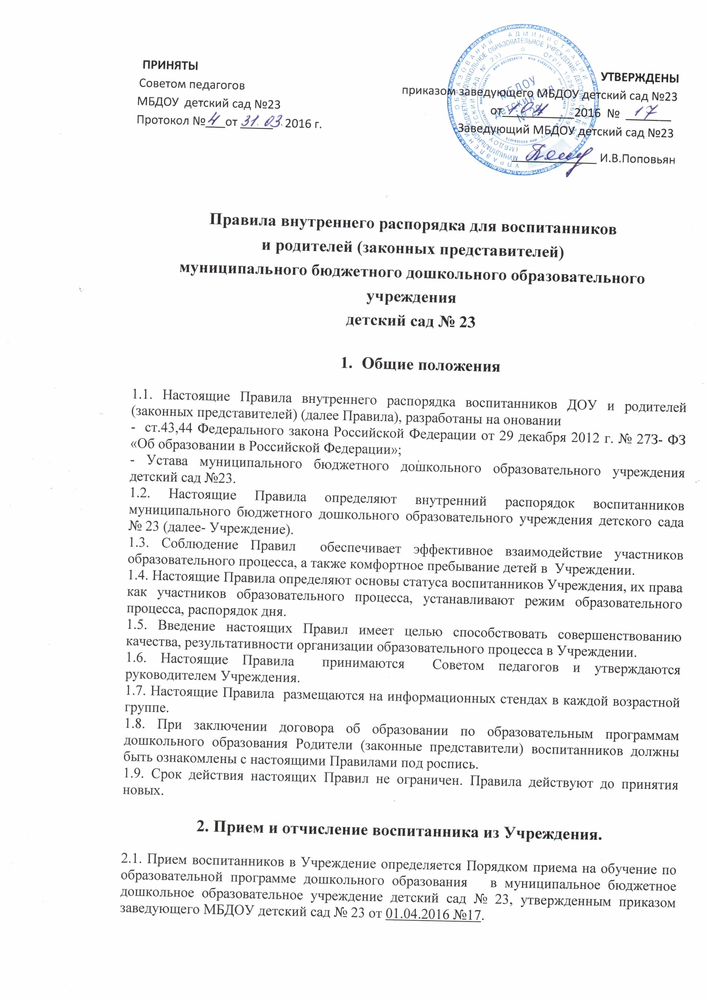 ПРИНЯТЫ
Советом педагогов
МБДОУ детский сад №23
Протокол № 4 от 31.03.2016 г.
УТВЕРЖДЕНЫ
приказом заведующего МБДОУ детский сад №23
от 1.04 2016 № 17
Заведующий МБДОУ детский сад №23
И.В.Поповьян
МБДОУ
детский сад
№ 23
Правила внутреннего распорядка для воспитанников
и родителей (законных представителей)
муниципального бюджетного дошкольного образовательного
учреждения
детский сад № 23
1. Общие положения
1.1. Настоящие Правила внутреннего распорядка воспитанников ДОУ и родителей
(законных представителей) (далее Правила), разработаны на оновании
- ст.43,44 Федерального закона Российской Федерации от 29 декабря 2012 г. № 27З- ФЗ
«Об образовании в Российской Федерации»;
- Устава муниципального бюджетного дошкольного образовательного учреждения
детский сад №23.
1.2. Настоящие Правила определяют внутренний распорядок воспитанников
муниципального бюджетного дошкольного образовательного учреждения детского сада
№ 23 (далее- Учреждение).
1.3. Соблюдение Правил обеспечивает эффективное взаимодействие участников
образовательного процесса, а также комфортное пребывание детей в Учреждении.
1.4. Настоящие Правила определяют основы статуса воспитанников Учреждения, их права
как участников образовательного процесса, устанавливают режим образовательного
процесса, распорядок дня.
1.5. Введение настоящих Правил имеет целью способствовать совершенствованию
качества, результативности организации образовательного процесса в Учреждении.
1.6. Настоящие Правила принимаются Советом педагогов и утверждаются
руководителем Учреждения.
1.7. Настоящие Правила размещаются на информационных стендах в каждой возрастной
группе.
1.8. При заключении договора об образовании по образовательным программам
дошкольного образования Родители (законные представители) воспитанников должны
быть ознакомлены с настоящими Правилами под роспись.
1.9. Срок действия настоящих Правил не ограничен. Правила действуют до принятия
новых.
2. Прием и отчисление воспитанника из Учреждения.
2.1. Прием воспитанников в Учреждение определяется Порядком приема на обучение по
образовательной программе дошкольного образования в муниципальное бюджетное
дошкольное образовательное учреждение детский сад № 23, утвержденным приказом
заведующего МБДОУ детский сад № 23 от 01.04.2016 №17.